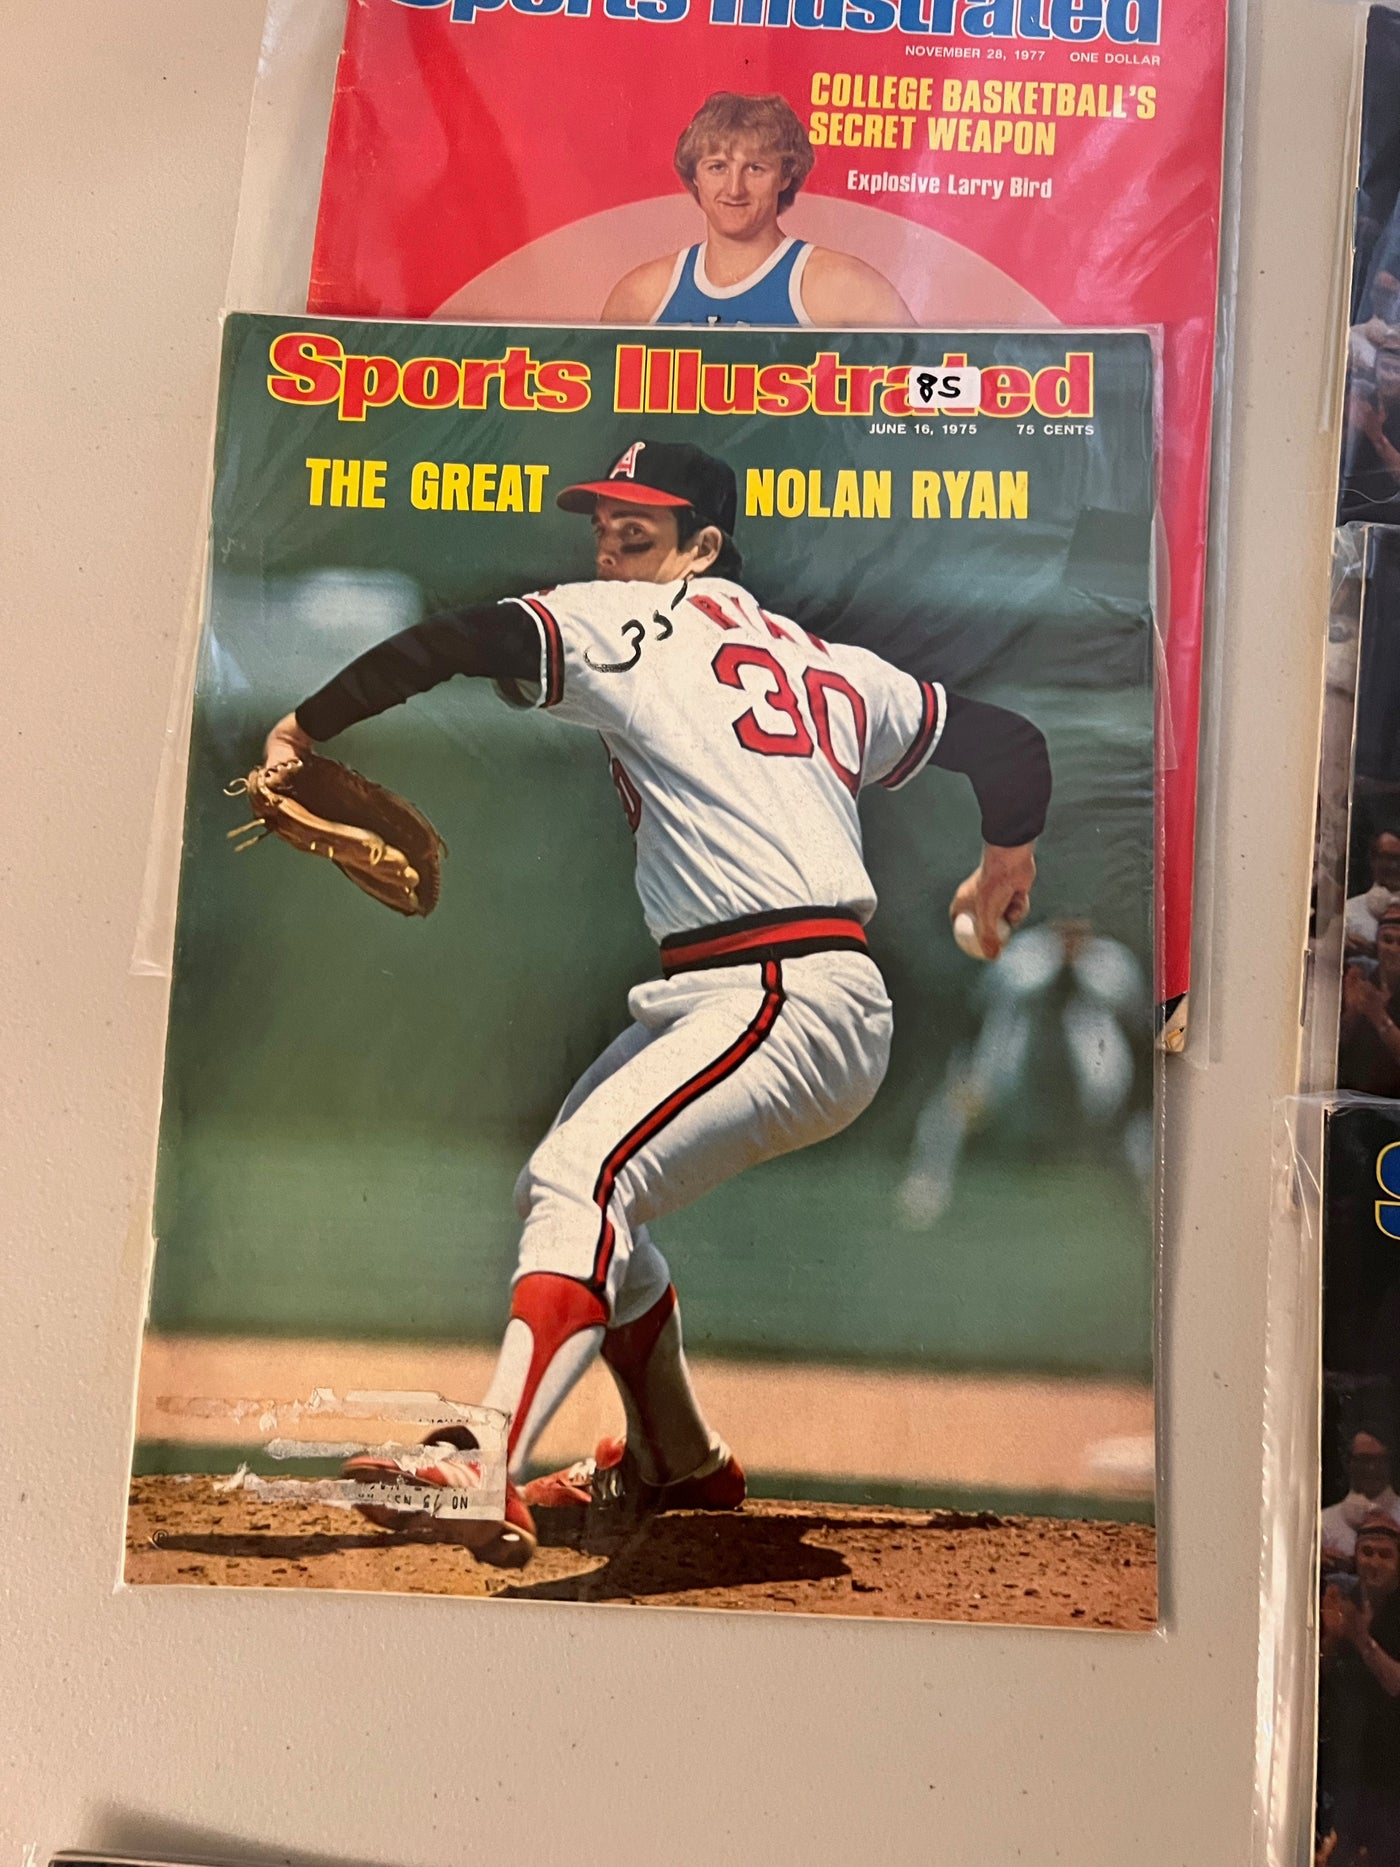 Sports Illustrated
NOVEMBER 28, 1977 ONE DOLLAR
COLLEGE BASKETBALL'S
SECRET WEAPON
Explosive Larry Bird
Sports Illustrated
85
JUNE 16, 1975 75 CENTS
THE GREAT NOLAN RYAN
A
30